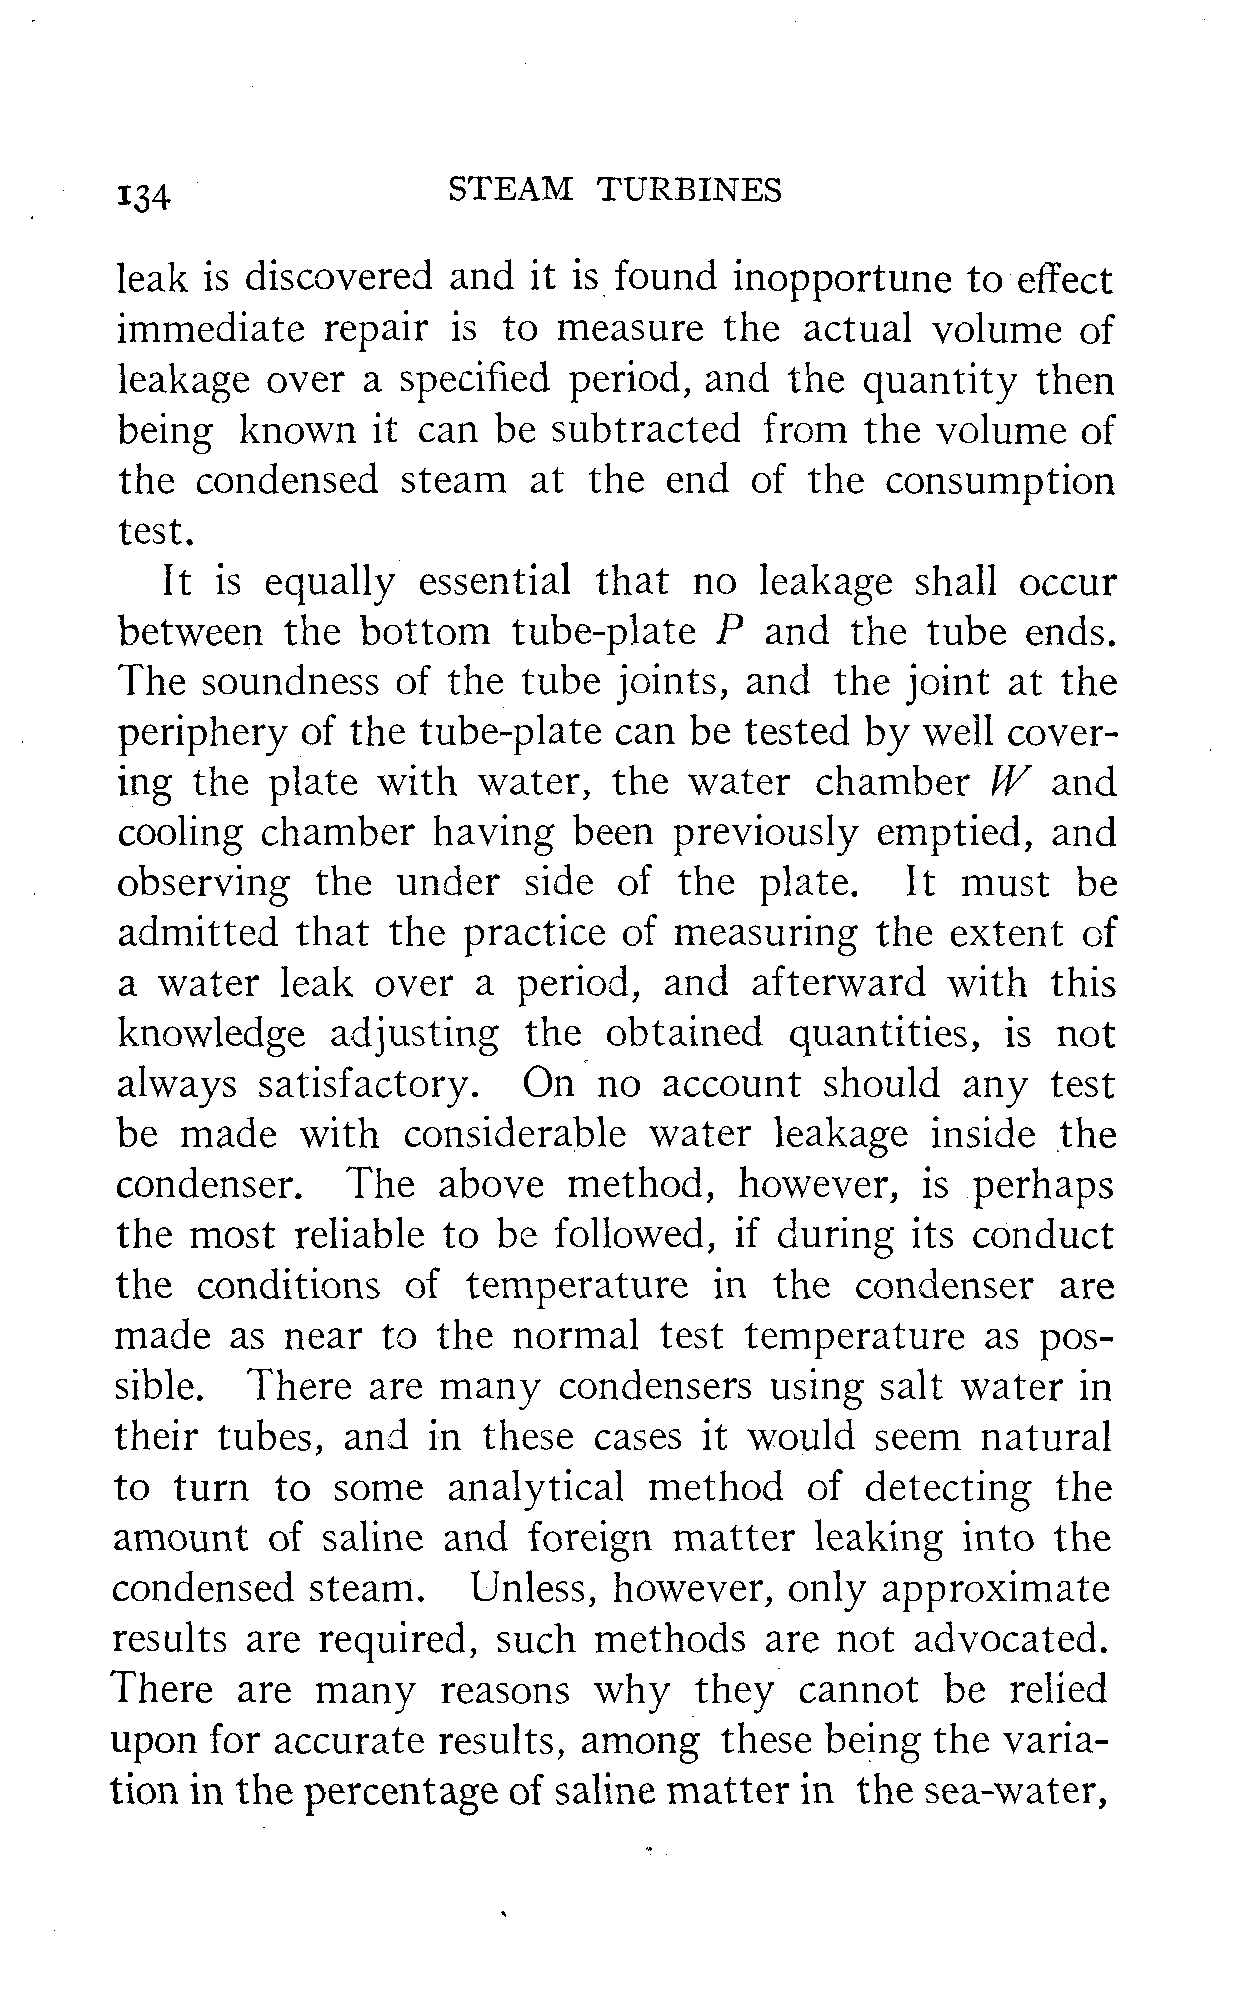 134 STEAM TURBINES
leak is discovered and it is found inopportune to effect
immediate repair is to measure the actual volume of
leakage over a specified period, and the quantity then
being known it can be subtracted from the volume of
the condensed steam at the end of the consumption
test.
It is equally essential that no leakage shall occur
between the bottom tube-plate P and the tube ends.
The soundness of the tube joints, and the joint at the
periphery of the tube-plate can be tested by well cover-
ing the plate with water, the water chamber W and
cooling chamber having been previously emptied, and
observing the under side of the plate. It must be
admitted that the practice of measuring the extent of
a water leak over a period, and afterward with this
knowledge adjusting the obtained quantities, is not
always satisfactory. On no account should any test
be made with considerable water leakage inside the
condenser. The above method, however, is perhaps
the most reliable to be followed, if during its conduct
the conditions of temperature in the condenser are
made as near to the normal test temperature as pos-
sible. There are many condensers using salt water in
their tubes, and in these cases it would seem natural
to turn to some analytical method of detecting the
amount of saline and foreign matter leaking into the
condensed steam. Unless, however, only approximate
results are required, such methods are not advocated.
There are many reasons why they cannot be relied
upon for accurate results, among these being the varia-
tion in the percentage of saline matter in the sea-water,